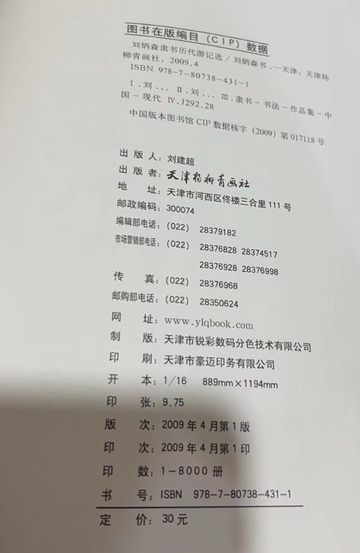 图书在版编目(CIP)数据
刘炳森隶书历代游记选/刘炳森书.—天津:天津杨
柳青画社,2009.4
ISBN 978-7-80738-431-1
Ⅰ.刘… Ⅱ.刘… Ⅲ.隶书-书法-作品集-中
国-现代 Ⅳ.J292.28
中国版本图书馆CIP数据核字(2009)第017118号
出版人:刘建超
出版者:天津杨柳青画社
地址:天津市河西区佟楼三合里111号
邮政编码:300074
编辑部电话:(022) 28379182
市场营销部电话:(022) 28376828 28374517
28376928 28376998
传真:(022) 28376968
邮购部电话:(022) 28350624
网址:www.ylqbook.com
制版:天津市锐彩数码分色技术有限公司
印刷:天津市豪迈印务有限公司
开本:1/16 889mm×1194mm
印张:9.75
版次:2009年4月第1版
印次:2009年4月第1印
印数:1-8000册
书号:ISBN 978-7-80738-431-1
定价:30元